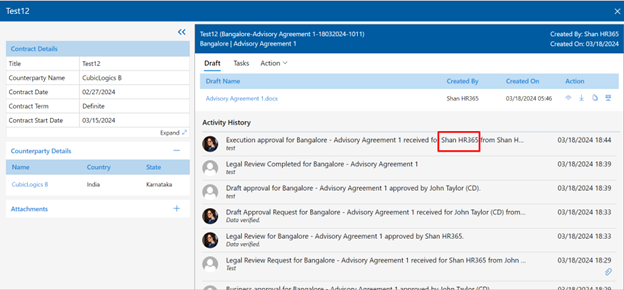 Test12
Contract Details
Title Test12
Counterparty Name CubicLogics B
Contract Date 02/27/2024
Contract Term Definite
Contract Start Date 03/15/2024
Expand
Counterparty Details
Name Country State
CubicLogics B India Karnataka
Attachments
Test12 (Bangalore-Advisory Agreement 1-18032024-1011)
Bangalore | Advisory Agreement 1
Created By: Shan HR365
Created On: 03/18/2024
Draft Tasks Action
Draft Name Created By Created On Action
Advisory Agreement 1.docx Shan HR365 03/18/2024 05:46
Activity History
Execution approval for Bangalore - Advisory Agreement 1 received for Shan HR365 from Shan H... 03/18/2024 18:44
test
Legal Review Completed for Bangalore - Advisory Agreement 1 03/18/2024 18:39
Draft approval for Bangalore - Advisory Agreement 1 approved by John Taylor (CD). 03/18/2024 18:39
test
Draft Approval Request for Bangalore - Advisory Agreement 1 received for John Taylor (CD) from... 03/18/2024 18:33
Data verified.
Legal Review for Bangalore - Advisory Agreement 1 approved by Shan HR365. 03/18/2024 18:33
Data verified.
Legal Review Request for Bangalore - Advisory Agreement 1 received for Shan HR365 from John ... 03/18/2024 18:29
Test
Business approval for Bangalore - Advisory Agreement 1 approved by John Taylor (CD). 03/18/2024 18:29